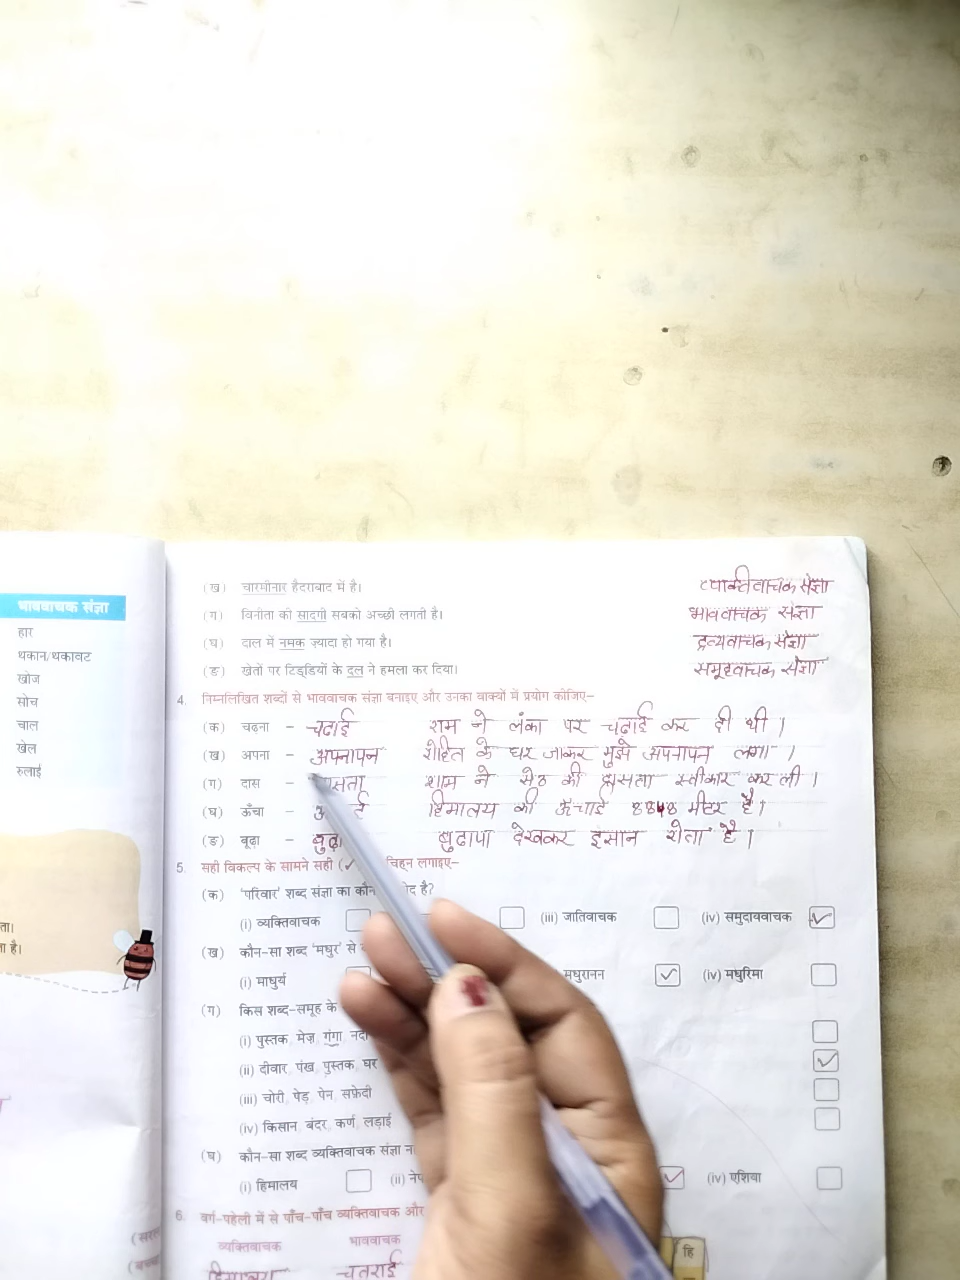 भाववाचक संज्ञा
हार
थकान/थकावट
खोज
सोच
चाल
खेल
रुलाई
ता।
ा है।
(ख) चारमीनार हैदराबाद में है। व्यक्तिवाचक संज्ञा
(ग) विनीता की सादगी सबको अच्छी लगती है। भाववाचक संज्ञा
(घ) दाल में नमक ज़्यादा हो गया है। द्रव्यवाचक संज्ञा
(ङ) खेतों पर टिड्डियों के दल ने हमला कर दिया। समूहवाचक संज्ञा
4. निम्नलिखित शब्दों से भाववाचक संज्ञा बनाइए और उनका वाक्यों में प्रयोग कीजिए–
(क) चढ़ना – चढाई राम ने लंका पर चढाई कर दी थी।
(ख) अपना – अपनापन रोहित के घर जाकर मुझे अपनापन लगा।
(ग) दास – शाम ने सेठ की दासता स्वीकार कर ली।
(घ) ऊँचा – हिमालय की ऊँचाई 8848 मीटर है।
(ङ) बूढ़ा – बुढापा देखकर इंसान रोता है।
5. सही विकल्प के सामने सही (✓ चिह्न लगाइए–
(क) 'परिवार' शब्द संज्ञा का कौन भेद है?
(i) व्यक्तिवाचक (iii) जातिवाचक (iv) समुदायवाचक ✓
(ख) कौन-सा शब्द 'मधुर' से
(i) माधुर्य मधुरानन ✓ (iv) मधुरिमा
(ग) किस शब्द-समूह के
(i) पुस्तक, मेज़, गंगा, नदी
(ii) दीवार, पंख, पुस्तक, घर ✓
(iii) चोरी, पेड़, पेन, सफ़ेदी
(iv) किसान, बंदर, कर्ण, लड़ाई
(घ) कौन-सा शब्द व्यक्तिवाचक संज्ञा
(i) हिमालय (ii) ✓ (iv) एशिया
6. वर्ग-पहेली में से पाँच-पाँच व्यक्तिवाचक और
व्यक्तिवाचक भाववाचक
हिमालय चतुराई
हि